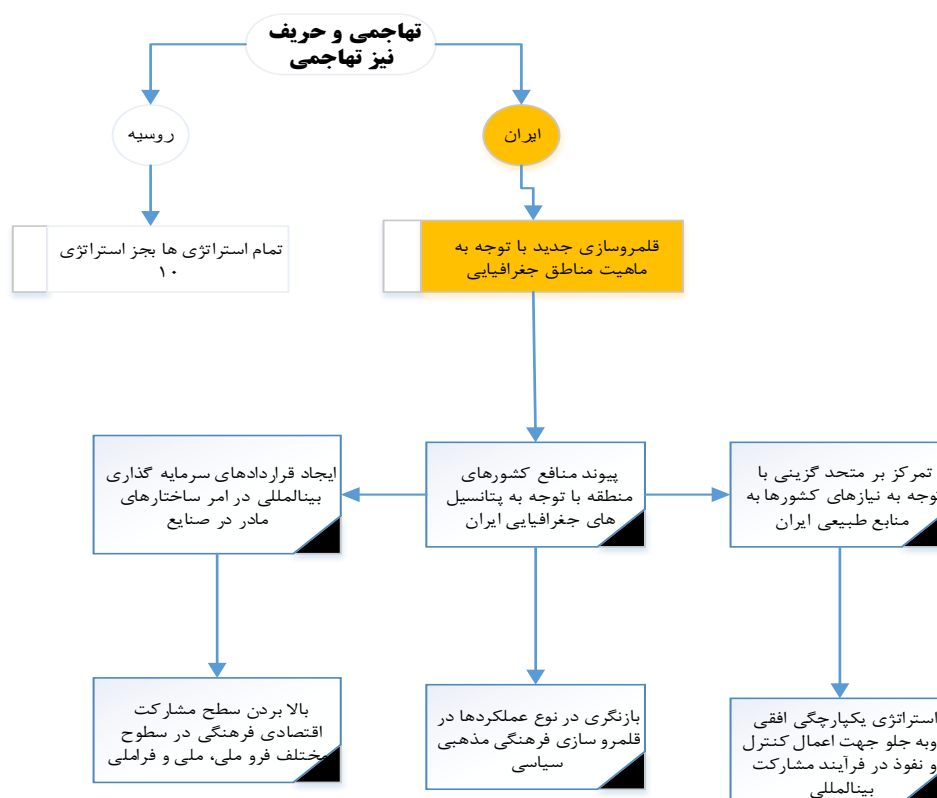 تهاجمی و حریف
نیز تهاجمی
ایران
روسیه
قلمروسازی جدید با توجه به
ماهیت مناطق جغرافیایی
تمام استراتژی ها بجز استراتژی
۱۰
تمرکز بر متحد گزینی با
توجه به نیازهای کشورها به
منابع طبیعی ایران
پیوند منافع کشورهای
منطقه با توجه به پتانسیل
های جغرافیایی ایران
ایجاد قراردادهای سرمایه گذاری
بینالمللی در امر ساختارهای
مادر در صنایع
استراتژی یکپارچگی افقی
روبه جلو جهت اعمال کنترل
و نفوذ در فرآیند مشارکت
بینالمللی
بازنگری در نوع عملکردها در
قلمرو سازی فرهنگی مذهبی
سیاسی
بالا بردن سطح مشارکت
اقتصادی فرهنگی در سطوح
مختلف فرو ملی، ملی و فراملی